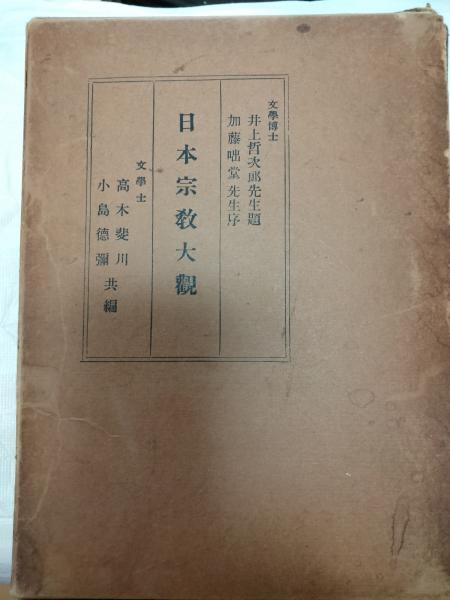 文學博士
井上哲次郎先生題
加藤咄堂先生序
日本宗教大觀
文學士
高木斐川
小島德彌
共編